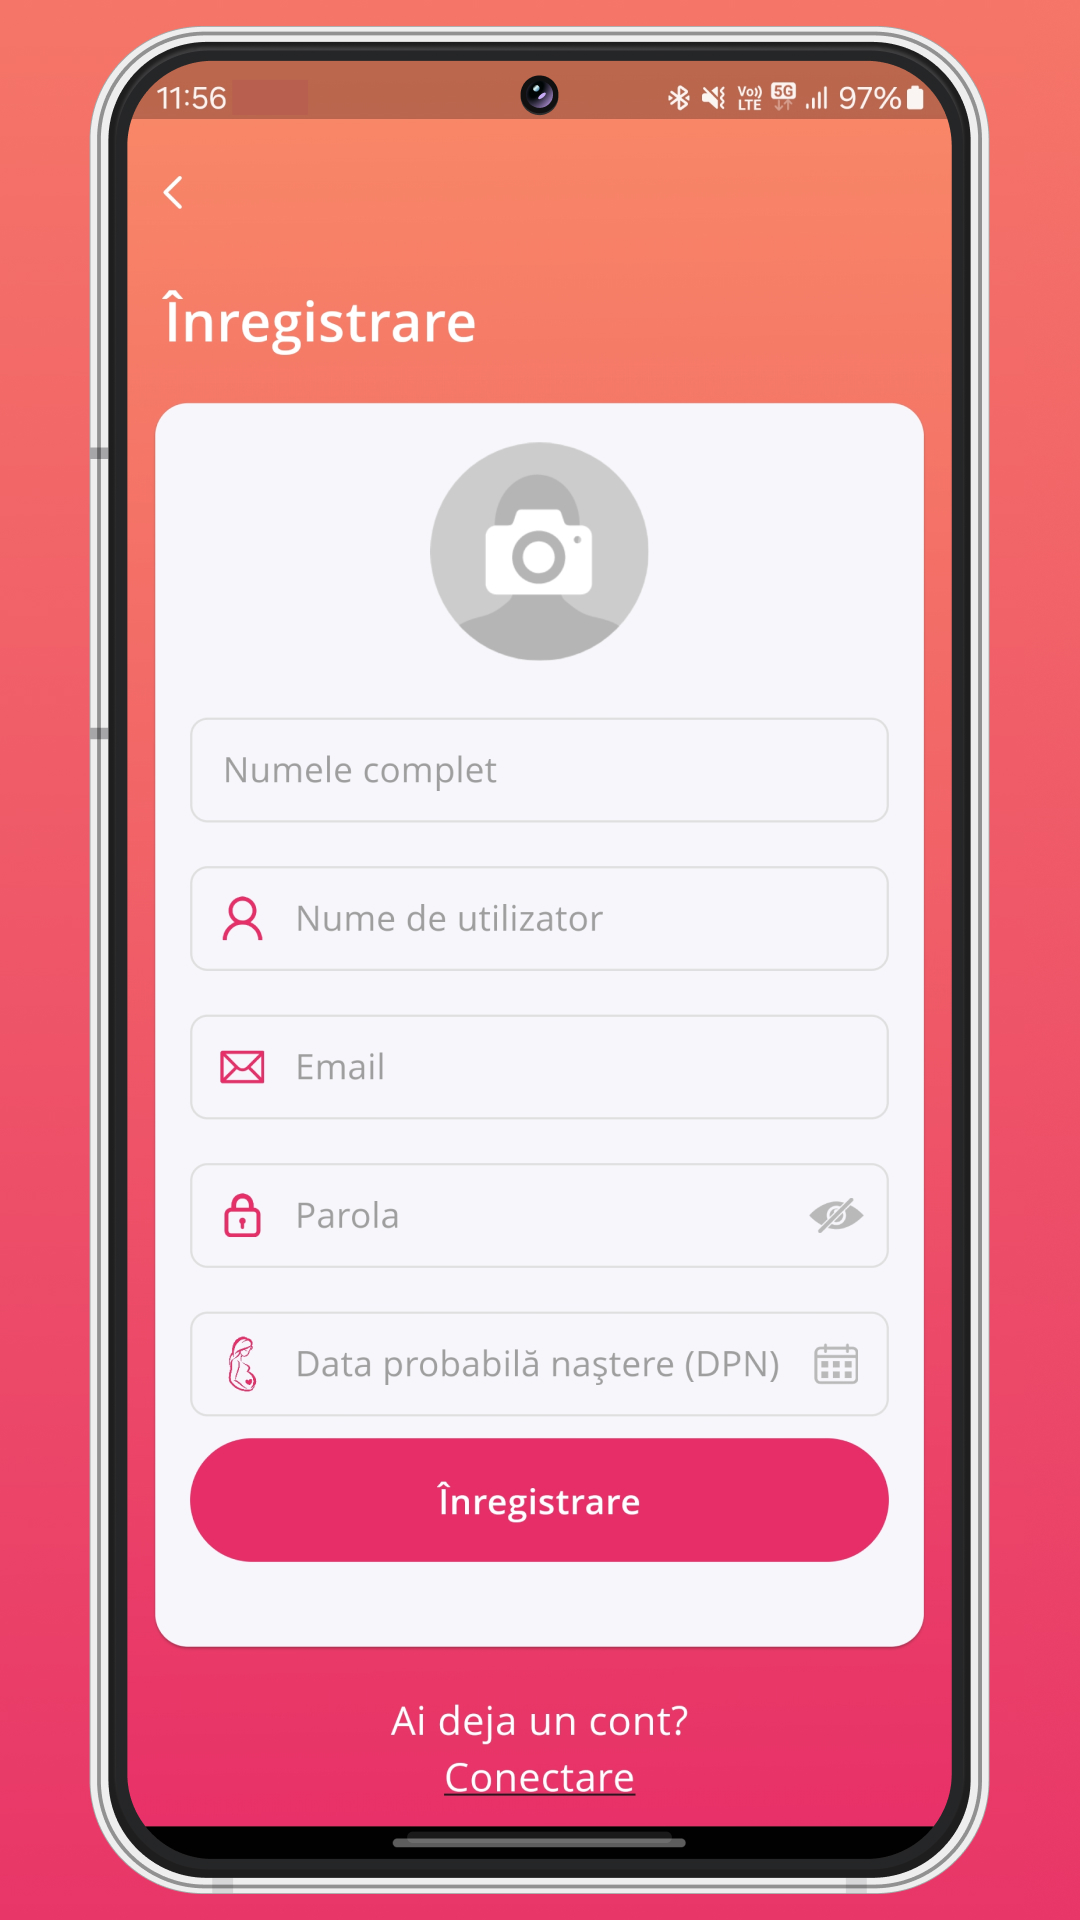 11:56
Vo)) LTE 5G 97%
Înregistrare
Numele complet
Nume de utilizator
Email
Parola
Data probabilă naştere (DPN)
Înregistrare
Ai deja un cont?
Conectare